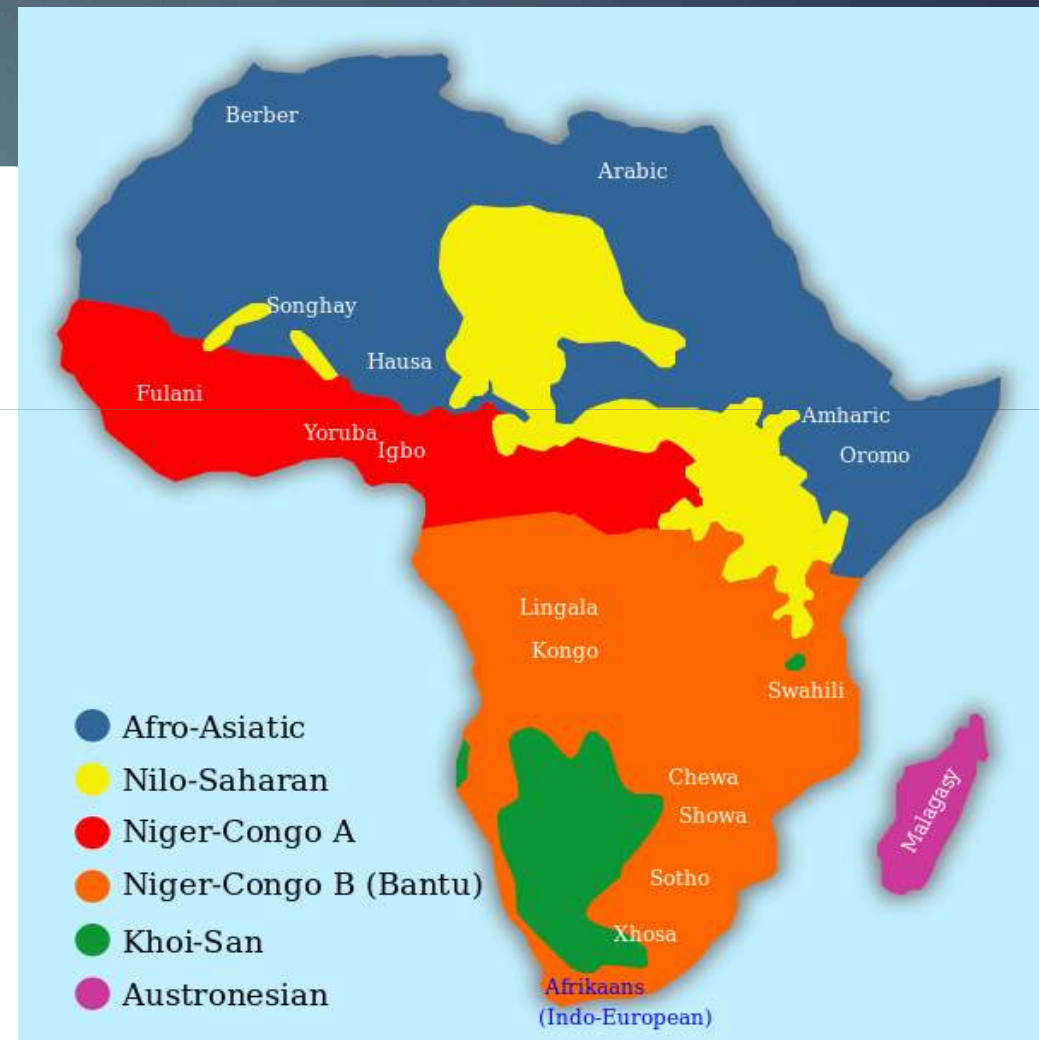 Berber
Arabic
Songhay
Hausa
Fulani
Amharic
Yoruba
Igbo
Oromo
Lingala
Kongo
Swahili
Chewa
Showa
Malagasy
Sotho
Xhosa
Afrikaans
(Indo-European)
Afro-Asiatic
Nilo-Saharan
Niger-Congo A
Niger-Congo B (Bantu)
Khoi-San
Austronesian